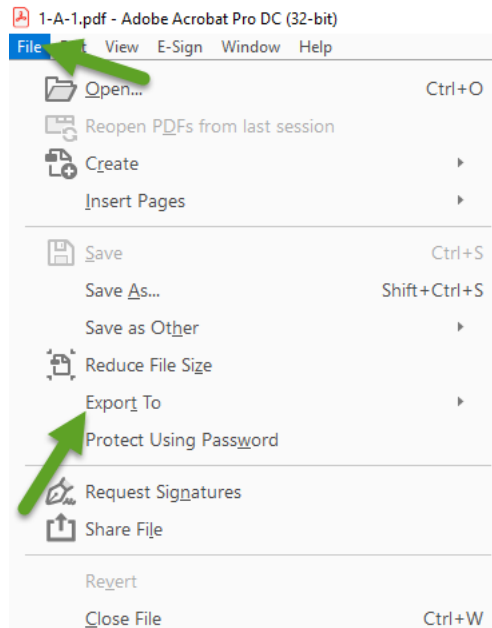 1-A-1.pdf - Adobe Acrobat Pro DC (32-bit)
File t View E-Sign Window Help
Open... Ctrl+O
Reopen PDFs from last session
Create
Insert Pages
Save Ctrl+S
Save As... Shift+Ctrl+S
Save as Other
Reduce File Size
Export To
Protect Using Password
Request Signatures
Share File
Revert
Close File Ctrl+W